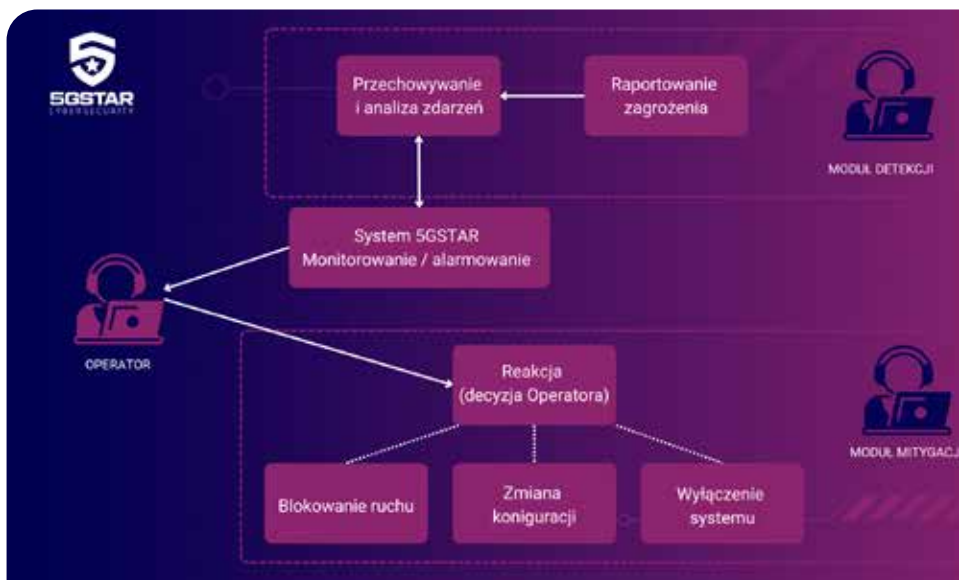 5GSTAR
CYBERSECURITY
Przechowywanie
i analiza zdarzeń
Raportowanie
zagrożenia
MODUŁ DETEKCJI
System 5GSTAR
Monitorowanie / alarmowanie
OPERATOR
Reakcja
(decyzja Operatora)
MODUŁ MITYGACJI
Blokowanie ruchu
Zmiana
koniguracji
Wyłączenie
systemu